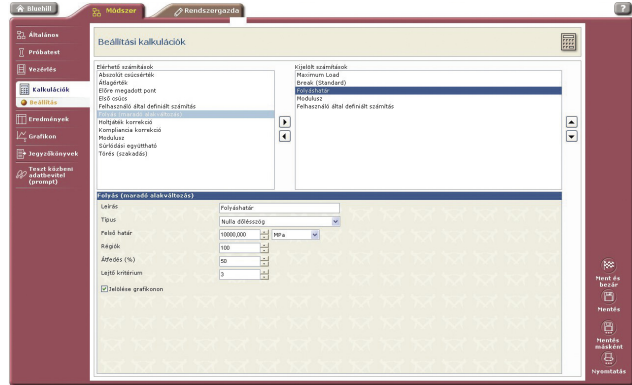 Bluehill
Módszer
Rendszergazda
?
Általános
Próbatest
Vezérlés
Kalkulációk
Beállítás
Eredmények
Grafikon
Jegyzőkönyvek
Teszt közbeni
adatbevitel
(prompt)
Beállítási kalkulációk
Elérhető számítások
Abszolút csúcsérték
Átlagérték
Előre megadott pont
Első csúcs
Felhasználó által definiált számítás
Folyás (maradó alakváltozás)
Holtjáték korrekció
Kompliancia korrekció
Modulusz
Súrlódási együttható
Törés (szakadás)
Kijelölt számítások
Maximum Load
Break (Standard)
Folyáshatár
Modulusz
Felhasználó által definiált számítás
Folyás (maradó alakváltozás)
Leírás
Folyáshatár
Típus
Nulla dőlésszög
Felső határ
10000,000
MPa
Régiók
100
Átfedés (%)
50
Lejtő kritérium
3
Jelölése grafikonon
Ment és
bezár
Mentés
Mentés
másként
Nyomtatás